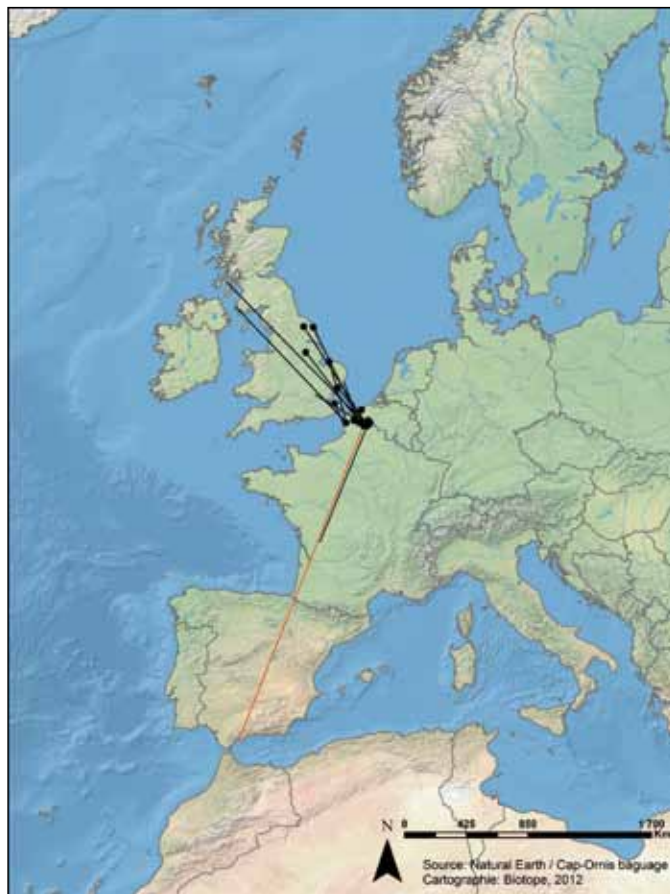 N 0 425 850 1 700
Km
Source: Natural Earth / Cap-Ornis baguage
Cartographie: Biotope, 2012